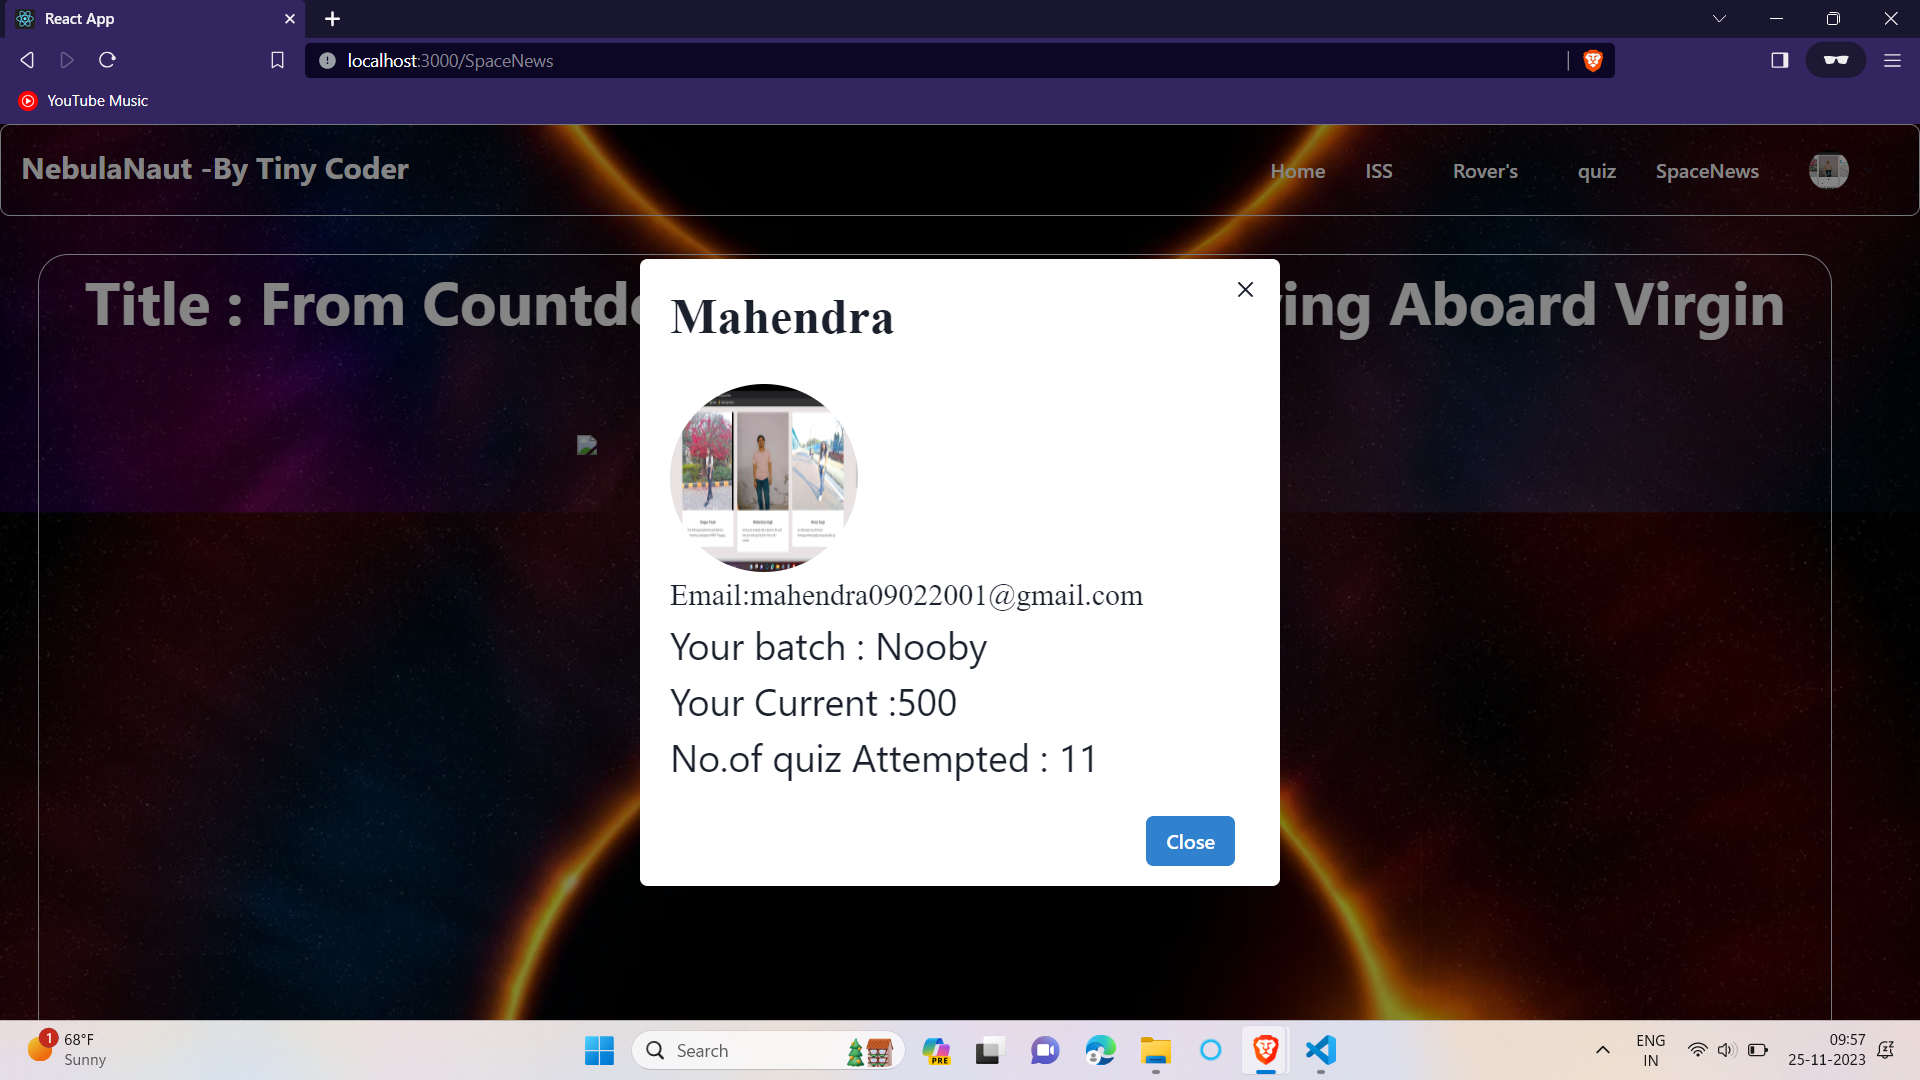 React App
localhost:3000/SpaceNews
YouTube Music
NebulaNaut -By Tiny Coder
Home ISS Rover's quiz SpaceNews
Title : From Countd ing Aboard Virgin
Mahendra
Email:mahendra09022001@gmail.com
Your batch : Nooby
Your Current :500
No.of quiz Attempted : 11
Close
1
68°F
Sunny
Search
PRE
ENG
IN
09:57
25-11-2023